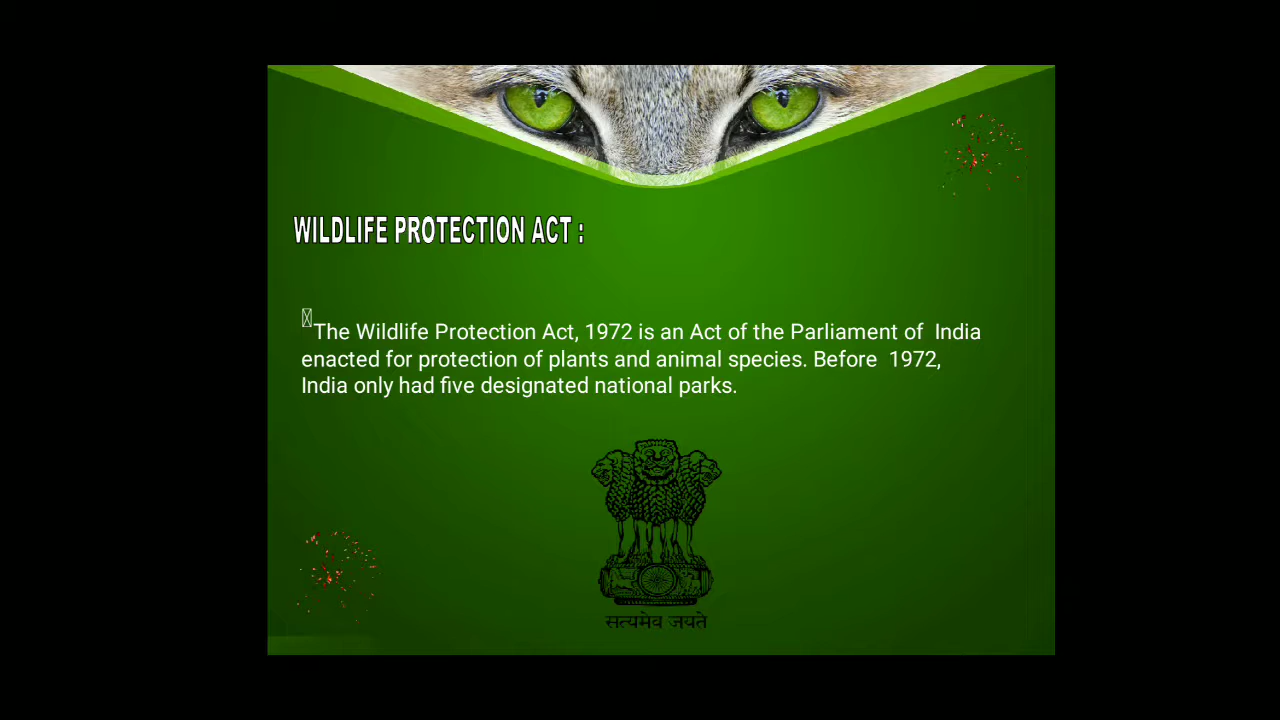 WILDLIFE PROTECTION ACT :
The Wildlife Protection Act, 1972 is an Act of the Parliament of  India
enacted for protection of plants and animal species. Before  1972,
India only had five designated national parks.
सत्यमेव जयते